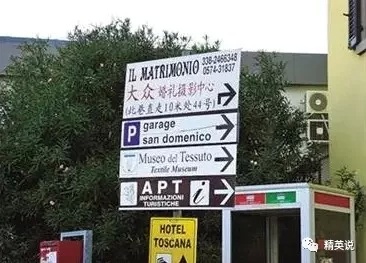 IL MATRIMONIO
338-2466348
0574-31837
大众 婚礼摄影中心
(此巷直走10米处44号)
P garage
san domenico
Museo del Tessuto
Textile Museum
APT i
INFORMAZIONI
TURISTICHE
HOTEL
TOSCANA
精英说